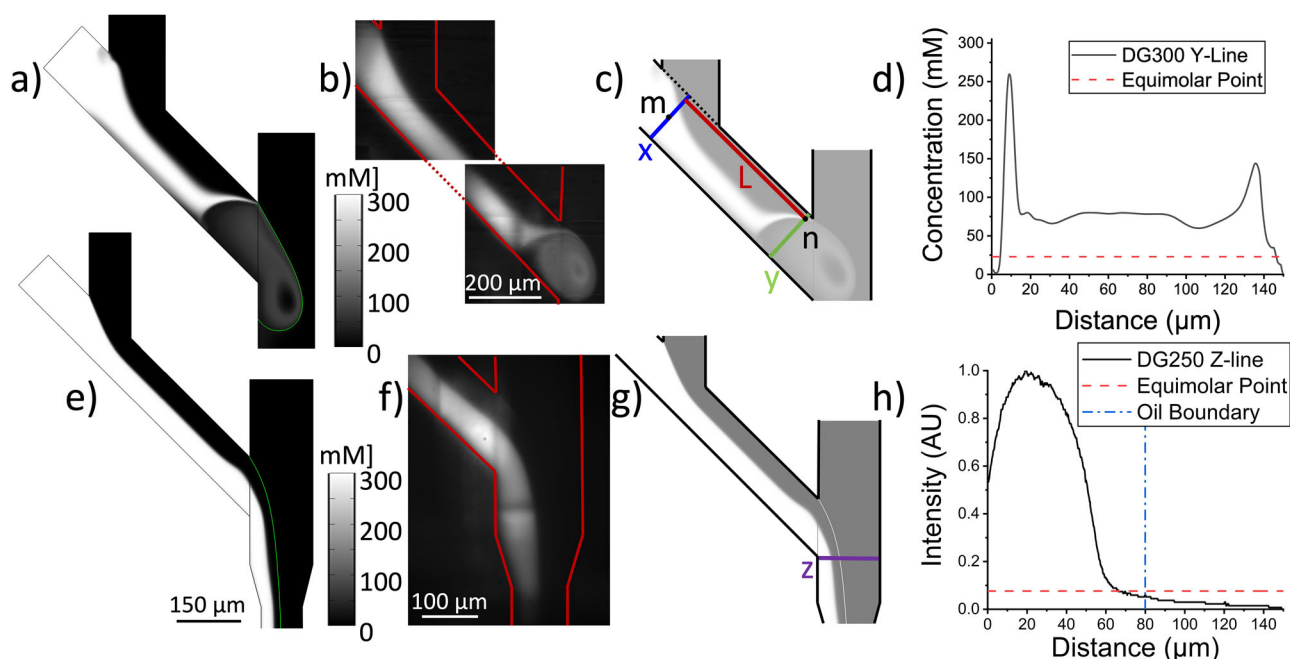 a)
mM]
300
200
100
0
b)
200 µm
c)
m
x
L
n
y
d)
Concentration (mM)
300
250
200
150
100
50
0
DG300 Y-Line
Equimolar Point
0 20 40 60 80 100 120 140
Distance (µm)
e)
150 µm
mM]
300
200
100
0
f)
100 µm
g)
z
h)
Intensity (AU)
1.0
0.8
0.6
0.4
0.2
0.0
DG250 Z-line
Equimolar Point
Oil Boundary
0 20 40 60 80 100 120 140
Distance (µm)